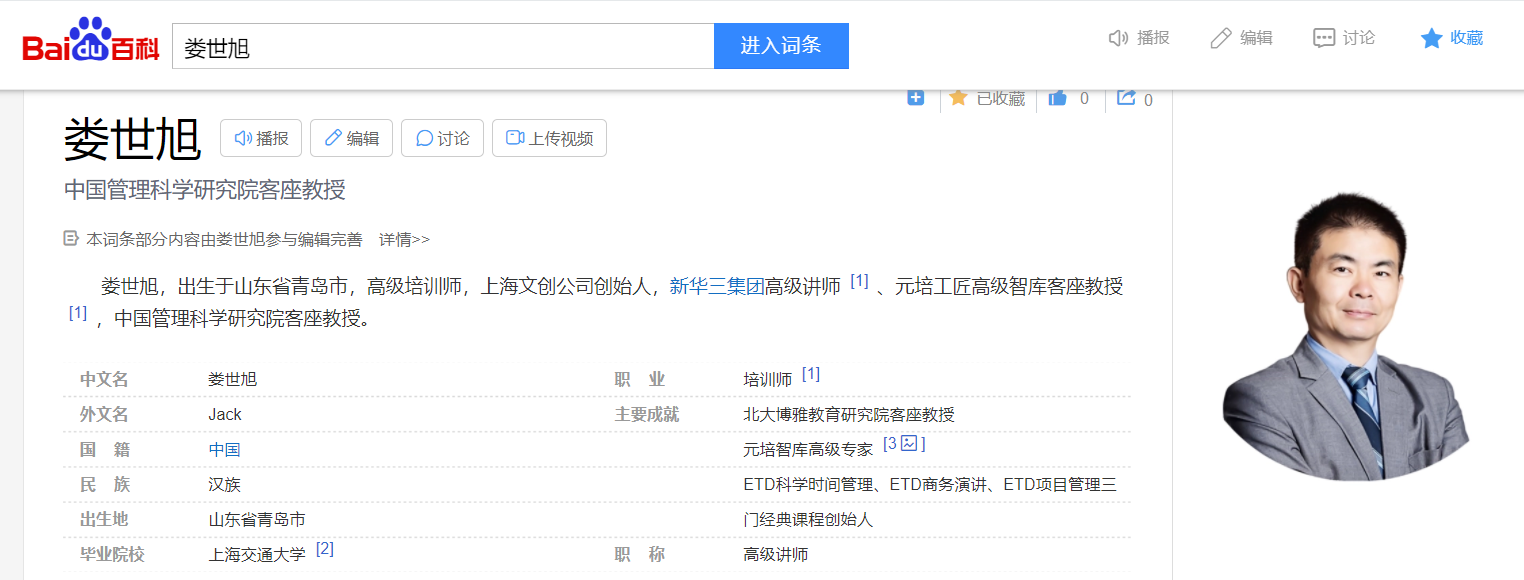 Bai du 百科
娄世旭
进入词条
播报 编辑 讨论 收藏
已收藏 0 0
娄世旭 播报 编辑 讨论 上传视频
中国管理科学研究院客座教授
本词条部分内容由娄世旭参与编辑完善 详情>>
娄世旭，出生于山东省青岛市，高级培训师，上海文创公司创始人，新华三集团高级讲师 [1] 、元培工匠高级智库客座教授
[1] ，中国管理科学研究院客座教授。
中文名 娄世旭 职 业 培训师 [1]
外文名 Jack 主要成就 北大博雅教育研究院客座教授
国 籍 中国 元培智库高级专家 [3]
民 族 汉族 ETD科学时间管理、ETD商务演讲、ETD项目管理三
出生地 山东省青岛市 门经典课程创始人
毕业院校 上海交通大学 [2] 职 称 高级讲师